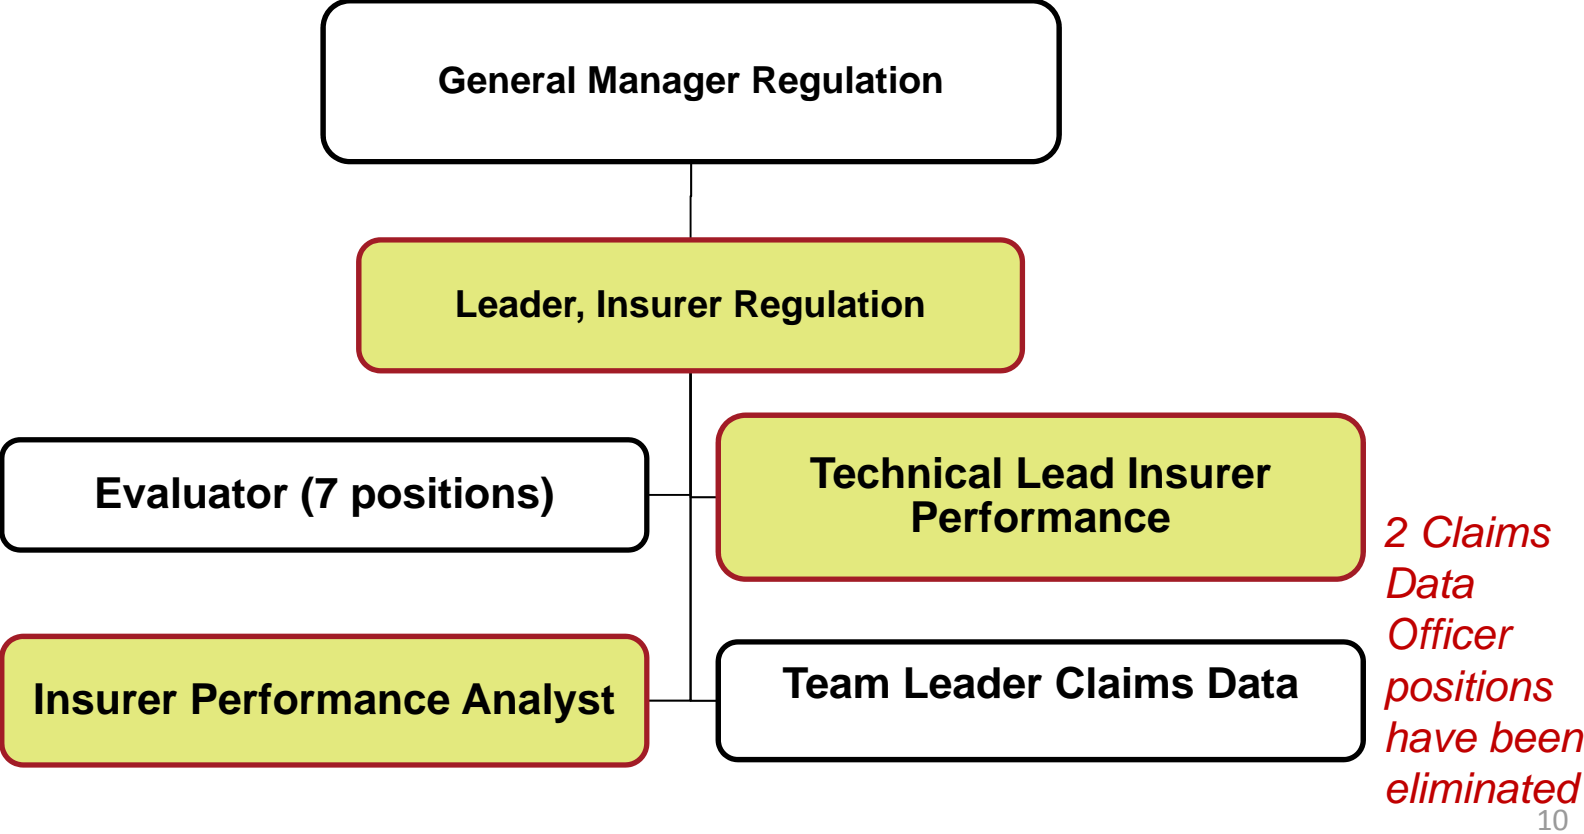 General Manager Regulation
Leader, Insurer Regulation
Evaluator (7 positions)
Technical Lead Insurer
Performance
Insurer Performance Analyst
Team Leader Claims Data
2 Claims
Data
Officer
positions
have been
eliminated
10